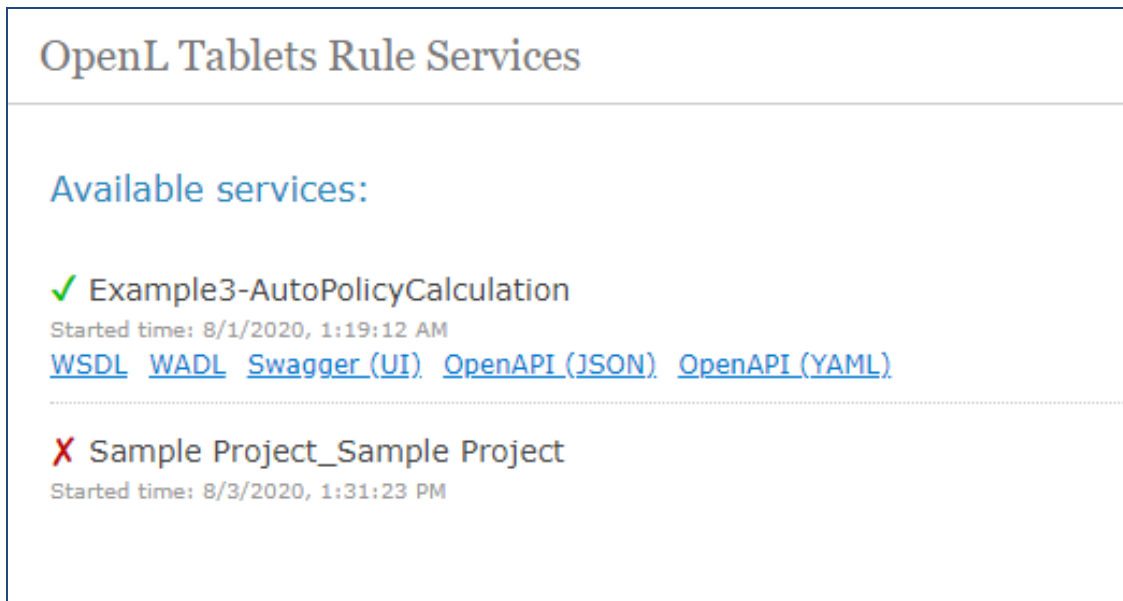 OpenL Tablets Rule Services
Available services:
✓ Example3-AutoPolicyCalculation
Started time: 8/1/2020, 1:19:12 AM
WSDL WADL Swagger (UI) OpenAPI (JSON) OpenAPI (YAML)
✗ Sample Project_Sample Project
Started time: 8/3/2020, 1:31:23 PM